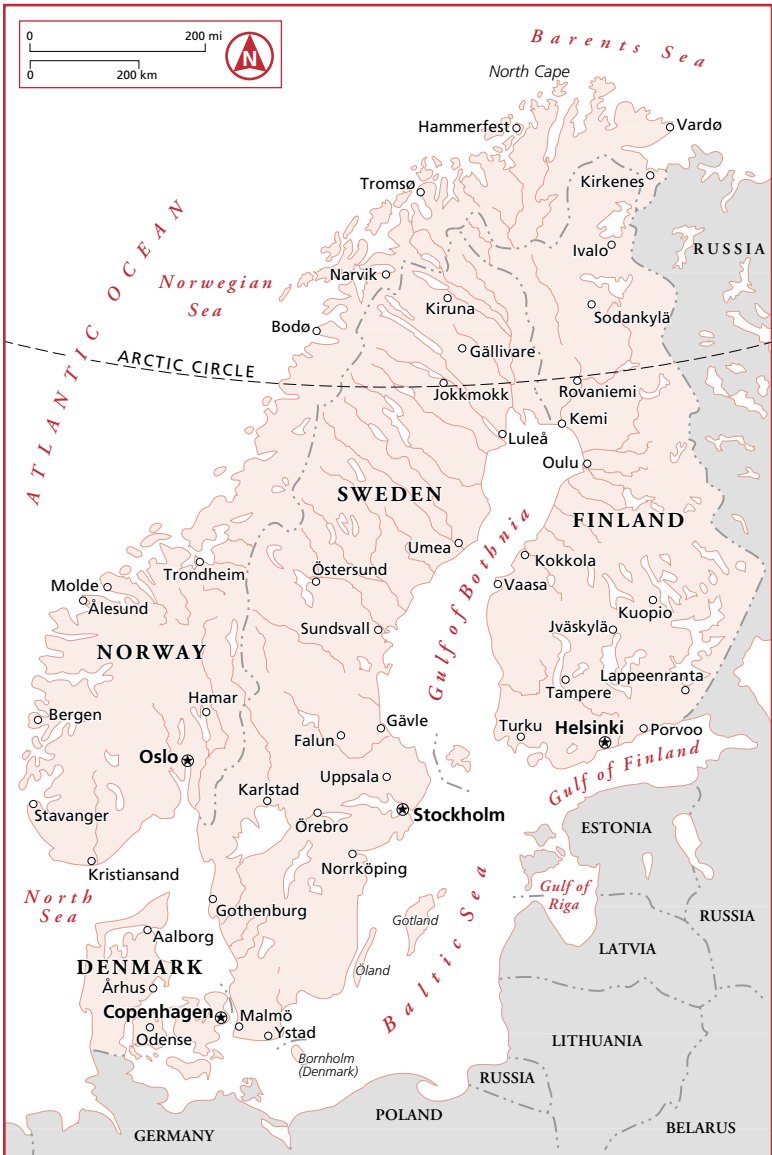 0 200 mi
0 200 km
N
Barents Sea
North Cape
Hammerfest
Vardø
Tromsø
Kirkenes
ATLANTIC OCEAN
Norwegian
Sea
Narvik
Ivalo
RUSSIA
Kiruna
Sodankylä
Bodø
Gällivare
ARCTIC CIRCLE
Jokkmokk
Rovaniemi
Kemi
Luleå
Oulu
SWEDEN
FINLAND
Gulf of Bothnia
Umea
Kokkola
Trondheim
Östersund
Vaasa
Molde
Ålesund
Kuopio
Sundsvall
Jväskylä
NORWAY
Lappeenranta
Tampere
Hamar
Bergen
Gävle
Turku
Helsinki
Porvoo
Falun
Oslo
Uppsala
Gulf of Finland
Karlstad
Stavanger
Örebro
Stockholm
ESTONIA
Kristiansand
Norrköping
North
Sea
Gulf of
Riga
Gothenburg
Gotland
RUSSIA
Aalborg
LATVIA
DENMARK
Öland
Baltic Sea
Århus
Copenhagen
Malmö
Odense
Ystad
LITHUANIA
Bornholm
(Denmark)
RUSSIA
POLAND
BELARUS
GERMANY